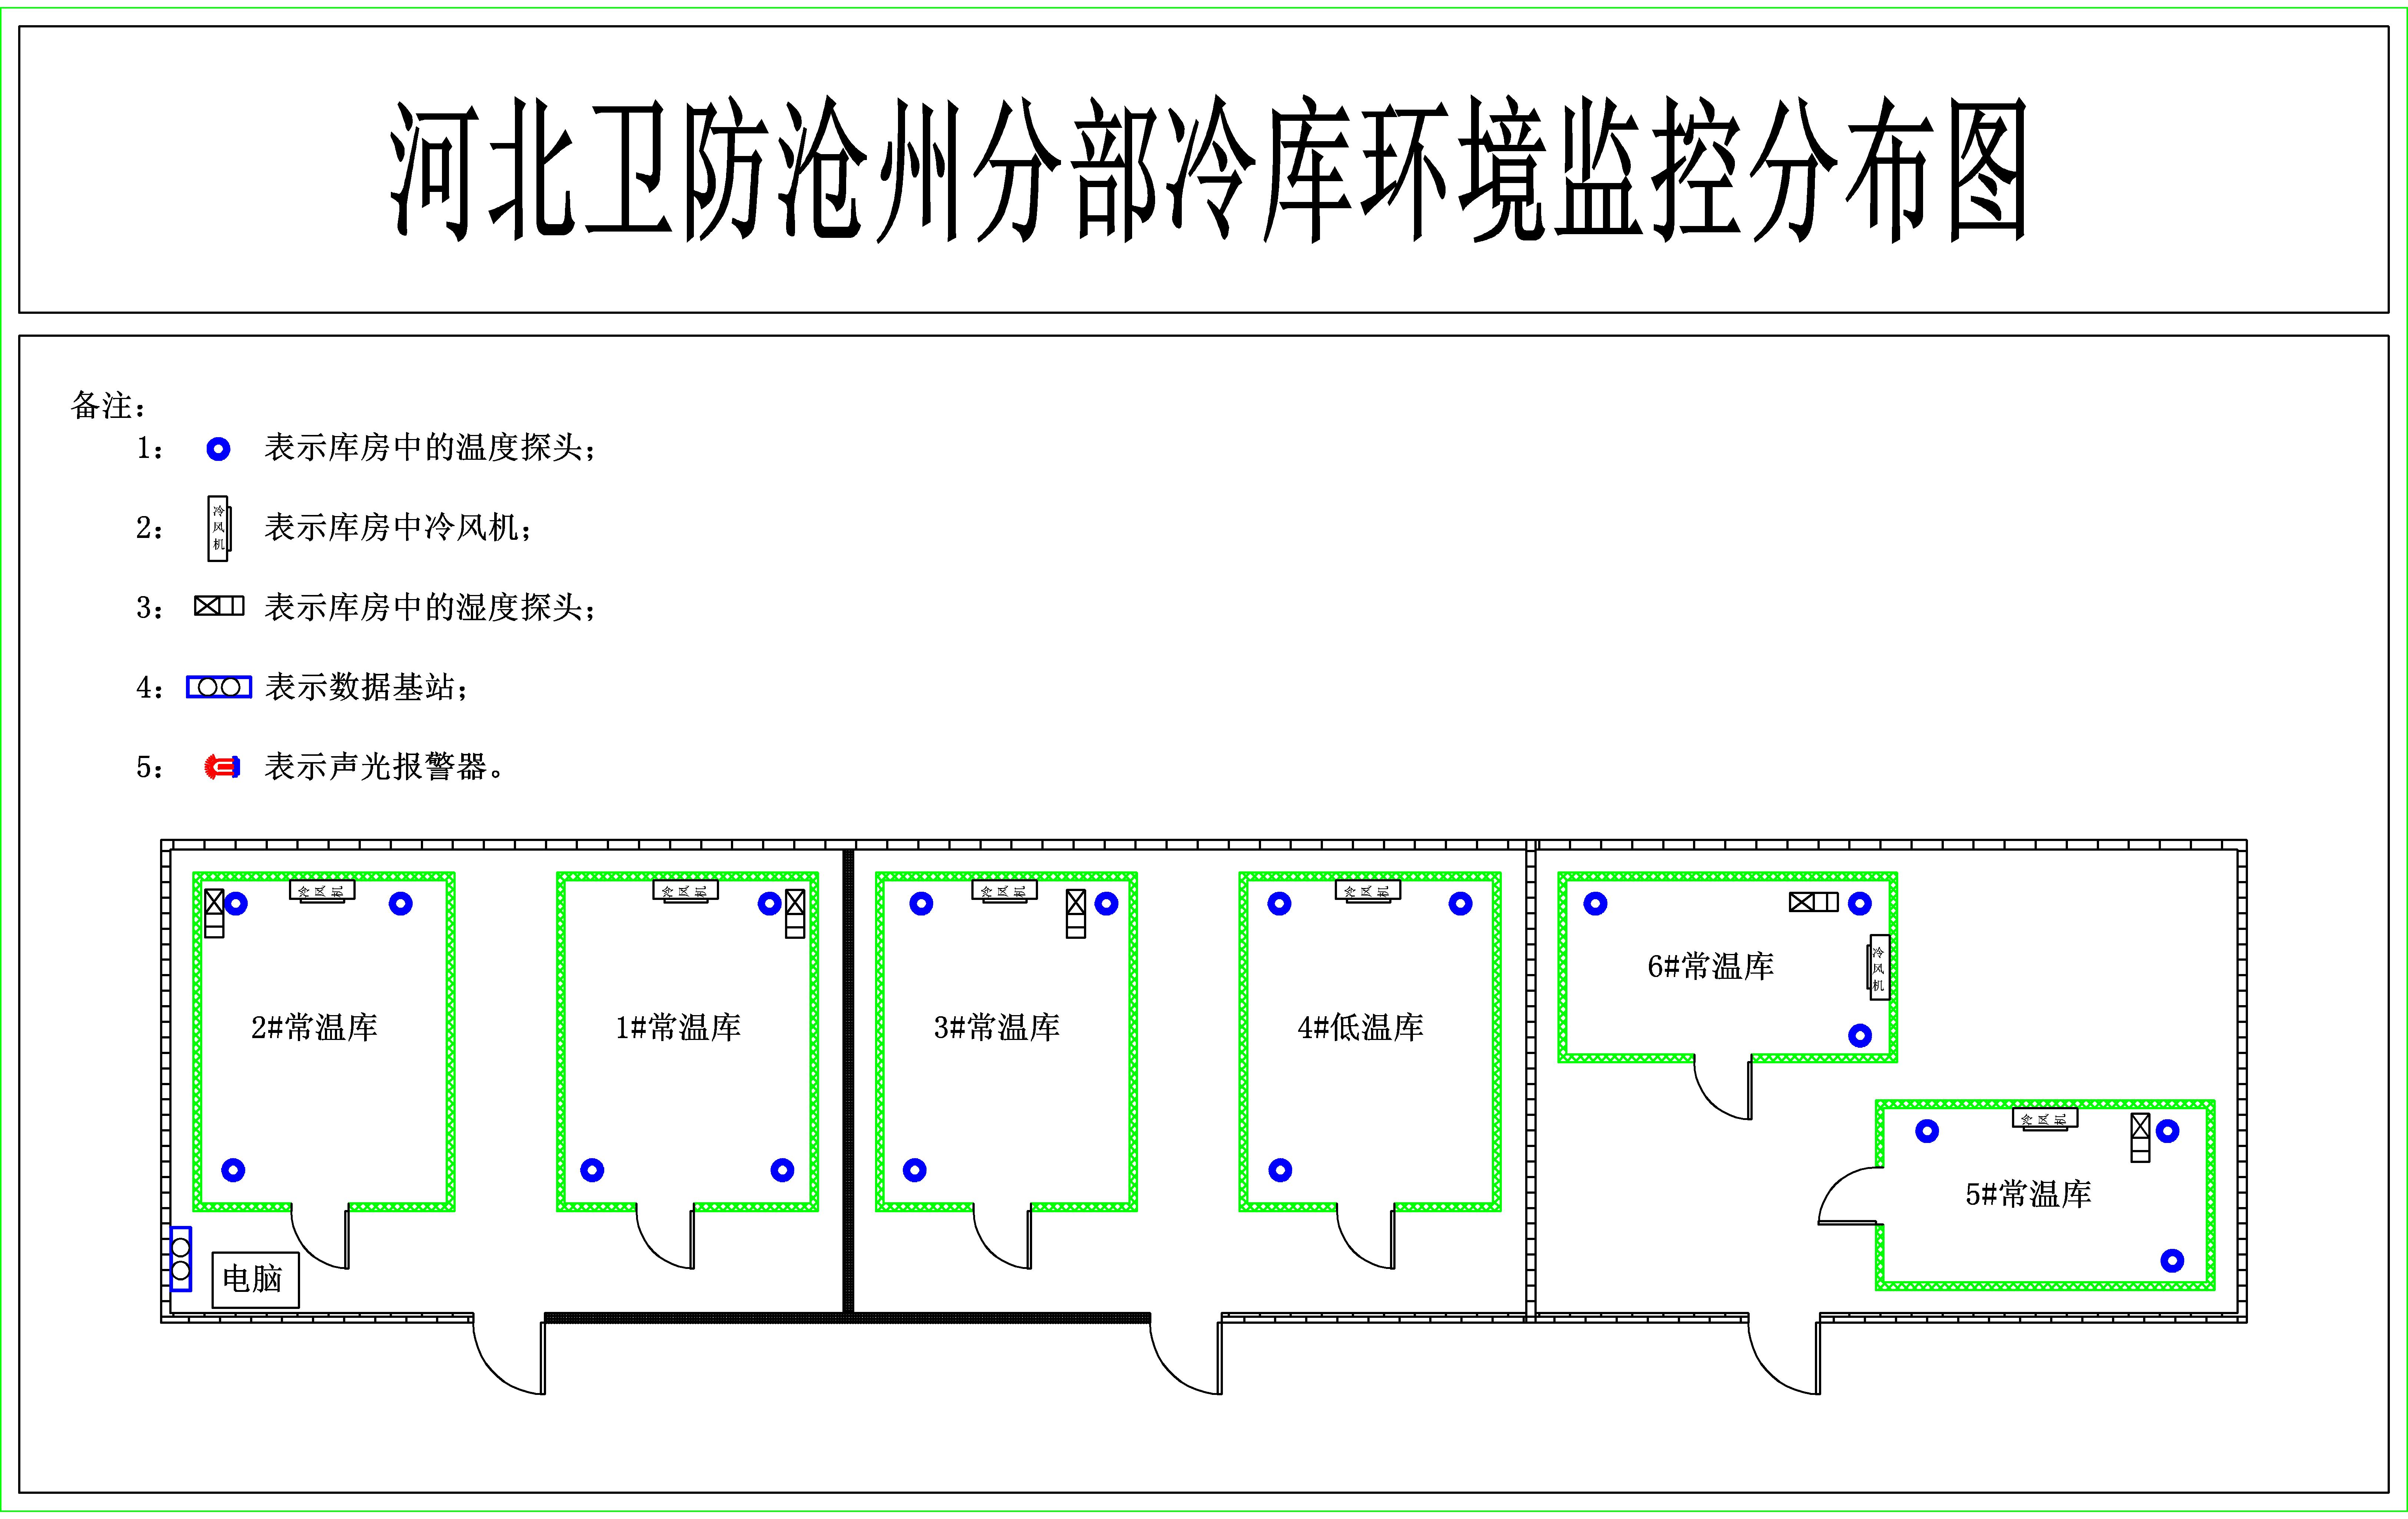 河北卫防沧州分部冷库环境监控分布图
备注：
1： 表示库房中的温度探头；
2： 冷风机 表示库房中冷风机；
3： 表示库房中的湿度探头；
4： 表示数据基站；
5： 表示声光报警器。
冷风机
冷风机
冷风机
冷风机
冷风机
6#常温库
2#常温库
1#常温库
3#常温库
4#低温库
冷风机
5#常温库
电脑